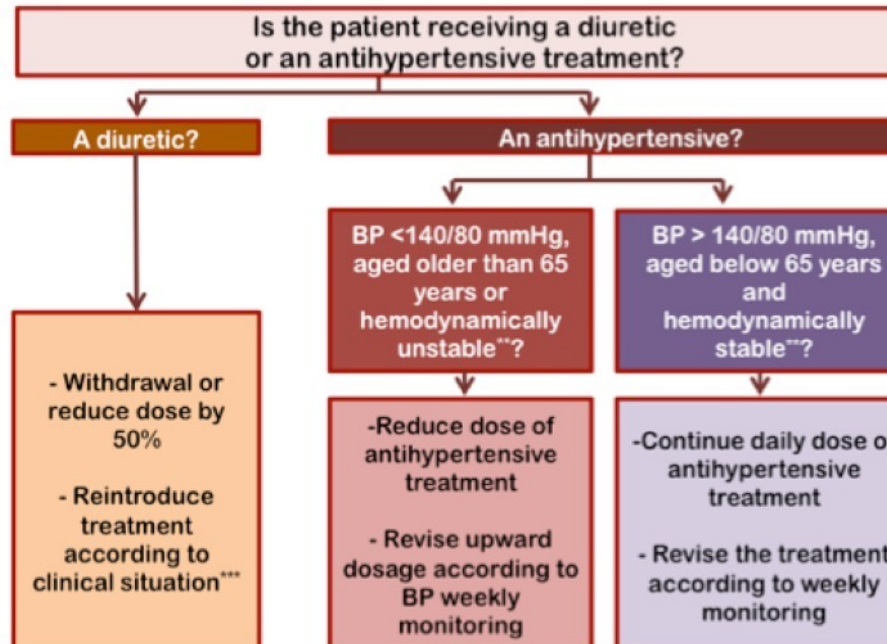 Is the patient receiving a diuretic
or an antihypertensive treatment?
A diuretic?
- Withdrawal or
reduce dose by
50%
- Reintroduce
treatment
according to
clinical situation***
An antihypertensive?
BP <140/80 mmHg,
aged older than 65
years or
hemodynamically
unstable**?
-Reduce dose of
antihypertensive
treatment
- Revise upward
dosage according to
BP weekly
monitoring
BP > 140/80 mmHg,
aged below 65 years
and
hemodynamically
stable**?
-Continue daily dose o
antihypertensive
treatment
- Revise the treatment
according to weekly
monitoring